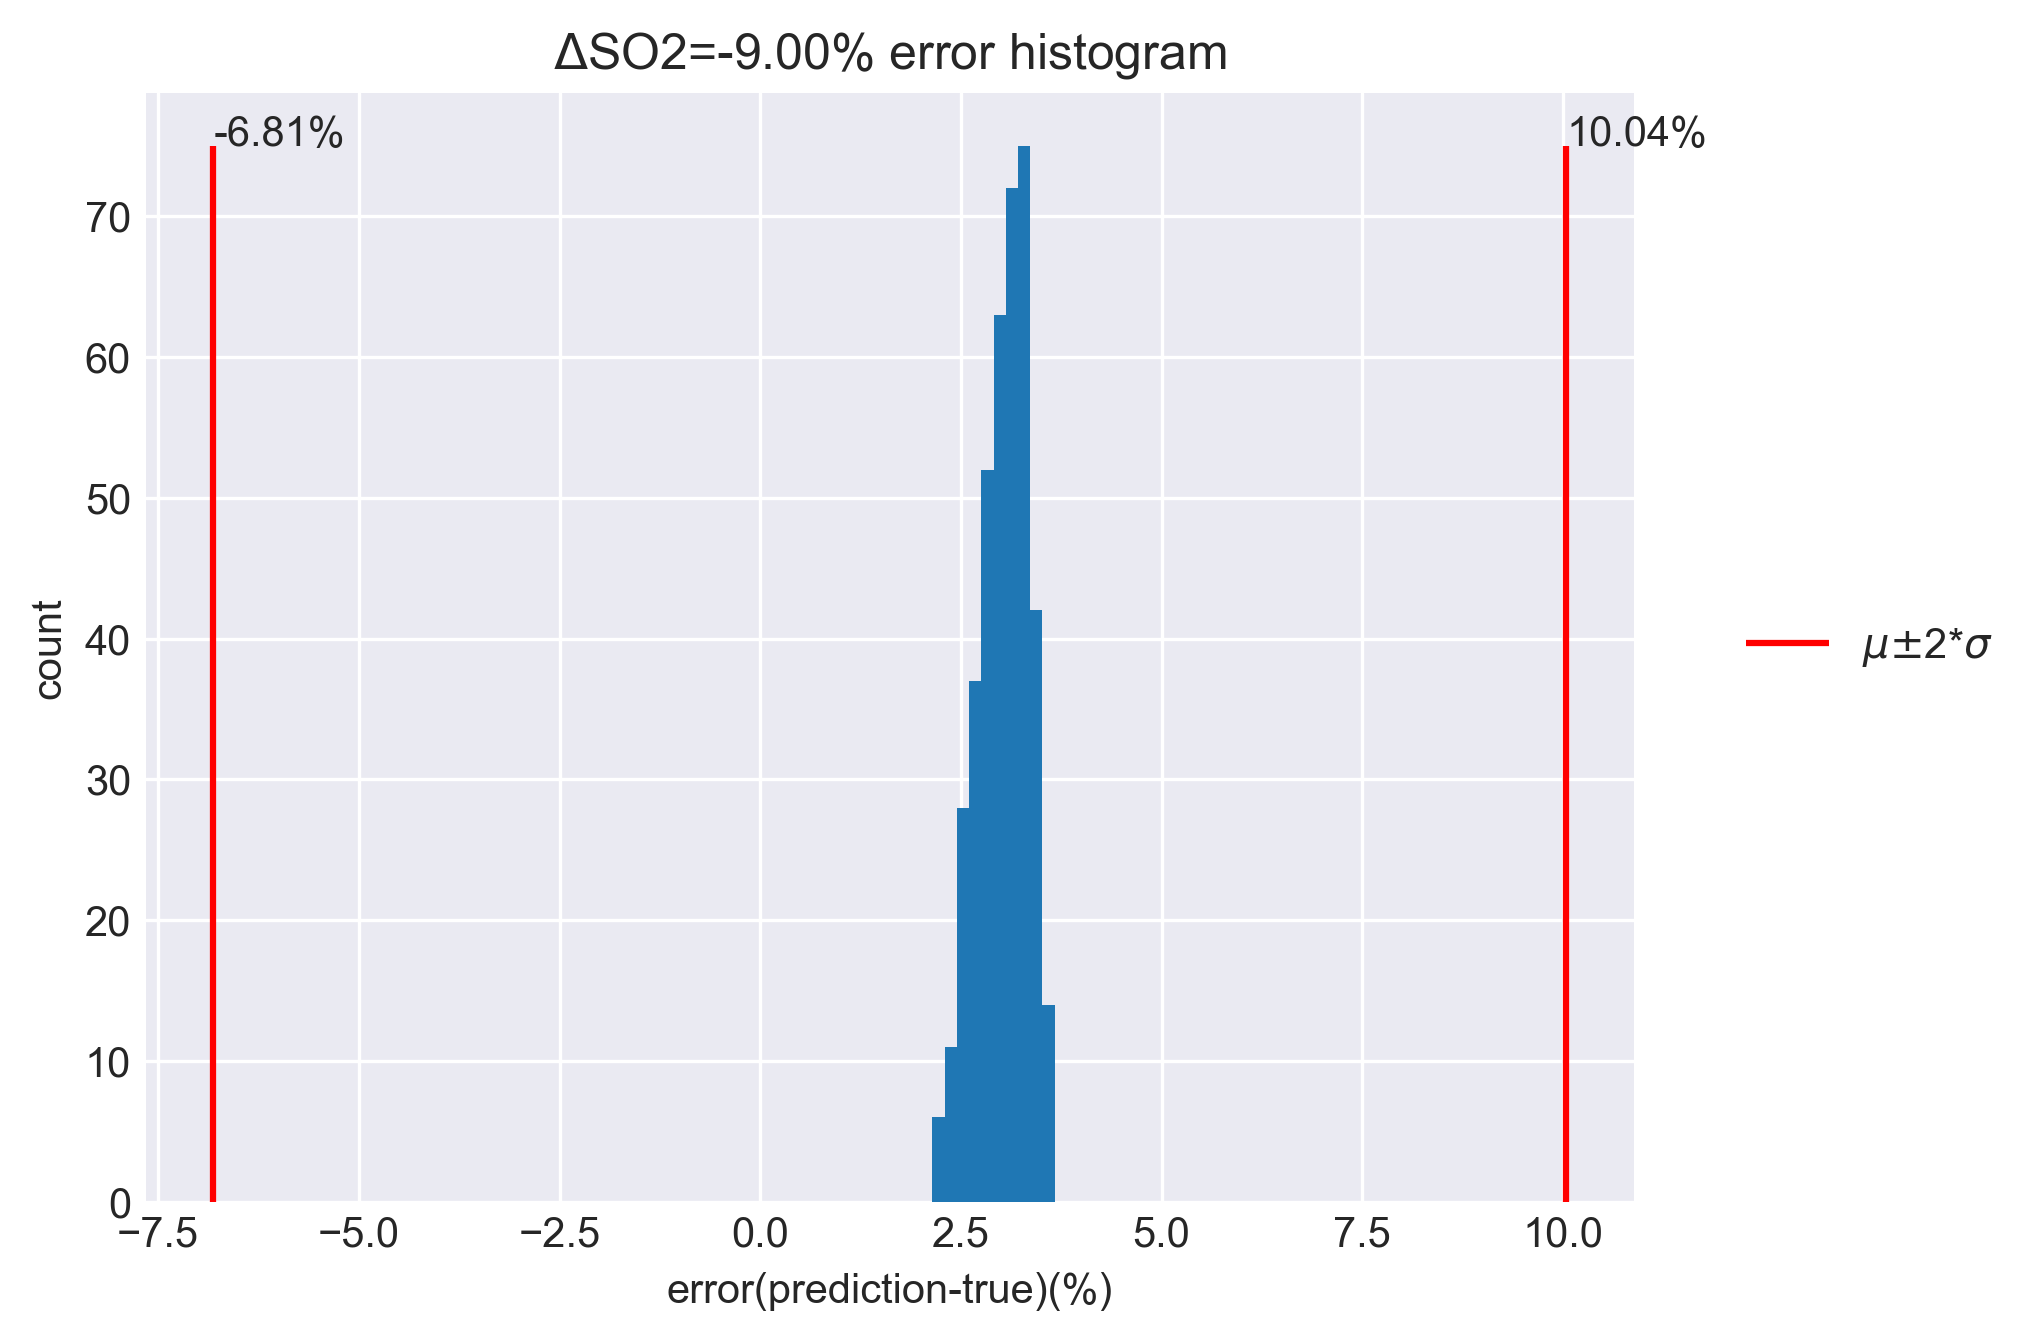 ΔSO2=-9.00% error histogram
-6.81%
10.04%
70
60
50
40
30
20
10
0
count
μ±2*σ
−7.5 −5.0 −2.5 0.0 2.5 5.0 7.5 10.0
error(prediction-true)(%)